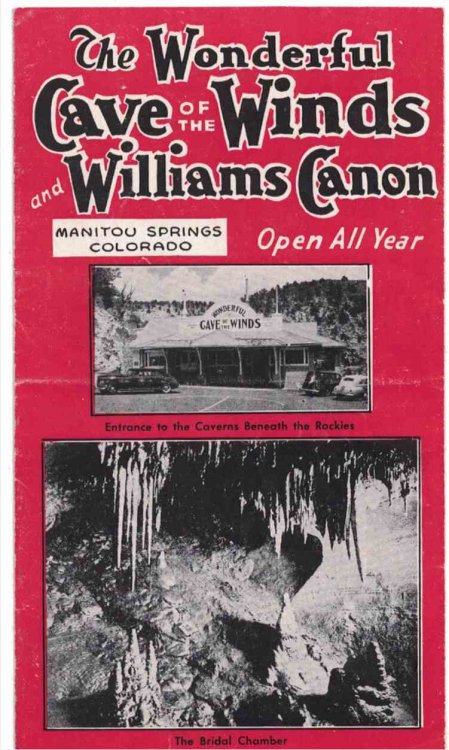 The Wonderful
Cave OF THE Winds
and Williams Canon
MANITOU SPRINGS
COLORADO
Open All Year
WONDERFUL
CAVE OF THE WINDS
Entrance to the Caverns Beneath the Rockies
The Bridal Chamber